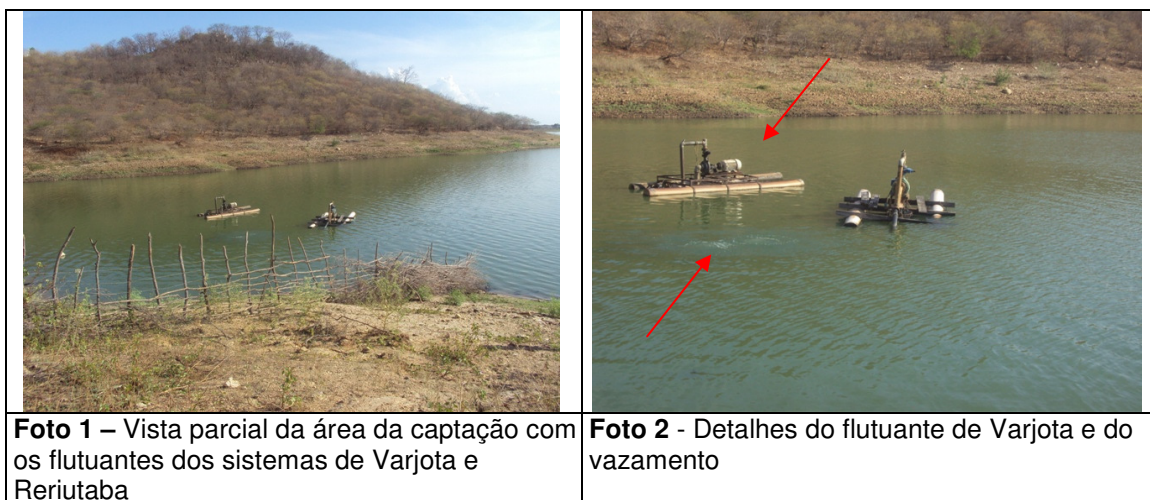 Foto 1 – Vista parcial da área da captação com
os flutuantes dos sistemas de Varjota e
Reriutaba
Foto 2 - Detalhes do flutuante de Varjota e do
vazamento